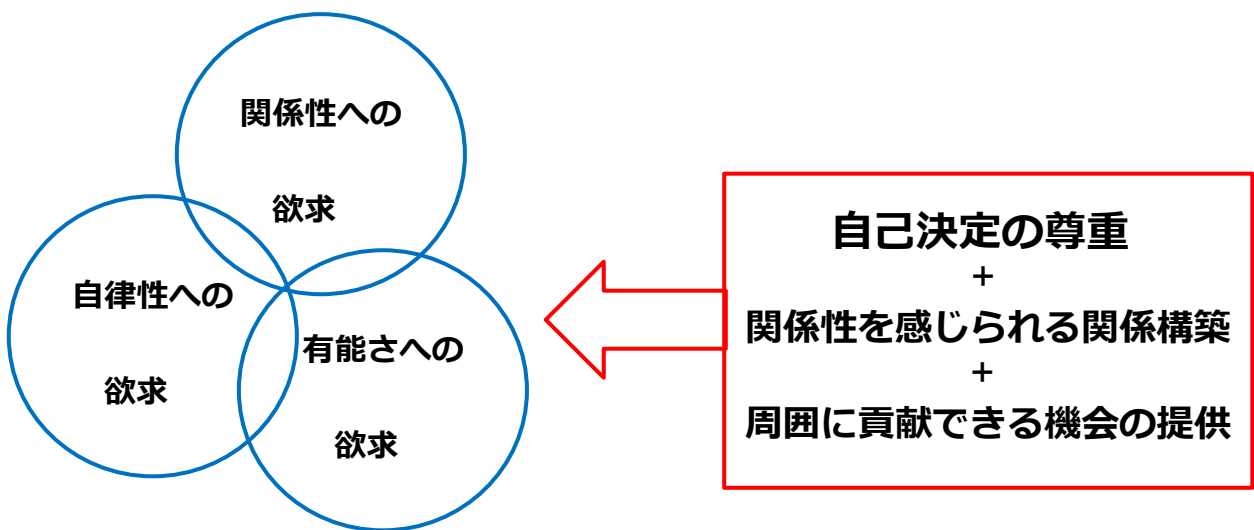 関係性への
欲求
自律性への
欲求
有能さへの
欲求
自己決定の尊重
+
関係性を感じられる関係構築
+
周囲に貢献できる機会の提供